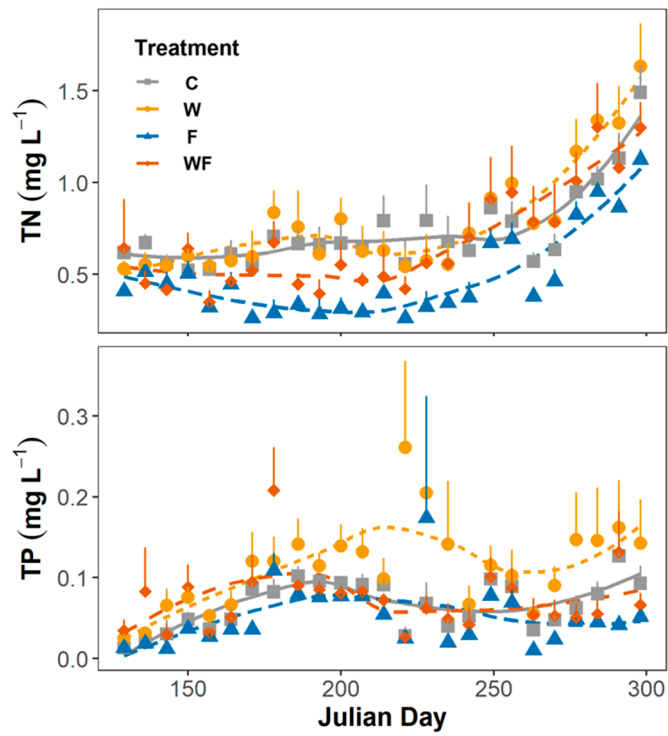 Treatment
C
W
F
WF
TN (mg L⁻¹)
1.5
1.0
0.5
TP (mg L⁻¹)
0.3
0.2
0.1
0.0
150
200
250
300
Julian Day